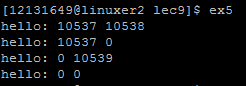 [12131649@linuxer2 lec9]$ ex5
hello: 10537 10538
hello: 10537 0
hello: 0 10539
hello: 0 0